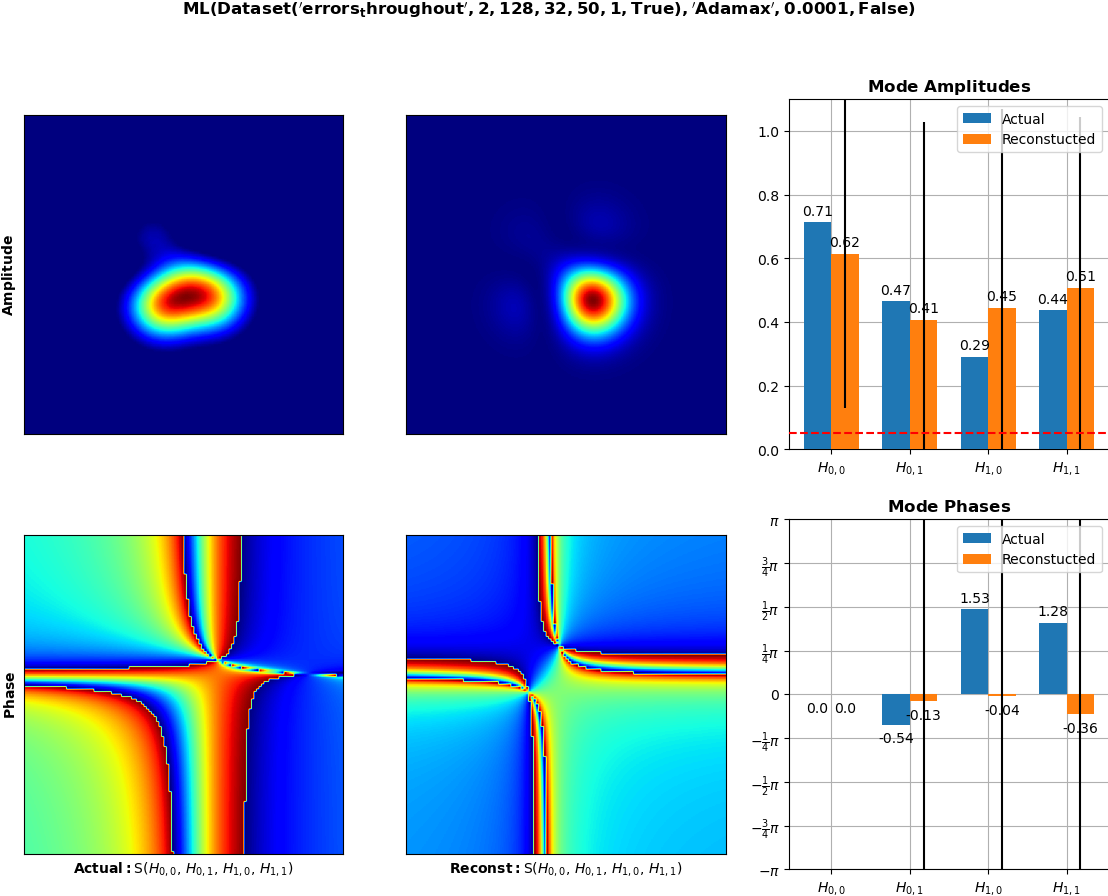 ML(Dataset('errors_throughout', 2, 128, 32, 50, 1, True), 'Adamax', 0.0001, False)
Mode Amplitudes
Actual
Reconstucted
Amplitude
1.0
0.8
0.6
0.4
0.2
0.0
0.71
0.62
0.47
0.41
0.29
0.45
0.44
0.51
H0,0
H0,1
H1,0
H1,1
Mode Phases
Actual
Reconstucted
Phase
π
3/4π
1/2π
1/4π
0
−1/4π
−1/2π
−3/4π
−π
0.0
0.0
-0.54
-0.13
1.53
-0.04
1.28
-0.36
H0,0
H0,1
H1,0
H1,1
Actual: S(H0,0, H0,1, H1,0, H1,1)
Reconst: S(H0,0, H0,1, H1,0, H1,1)